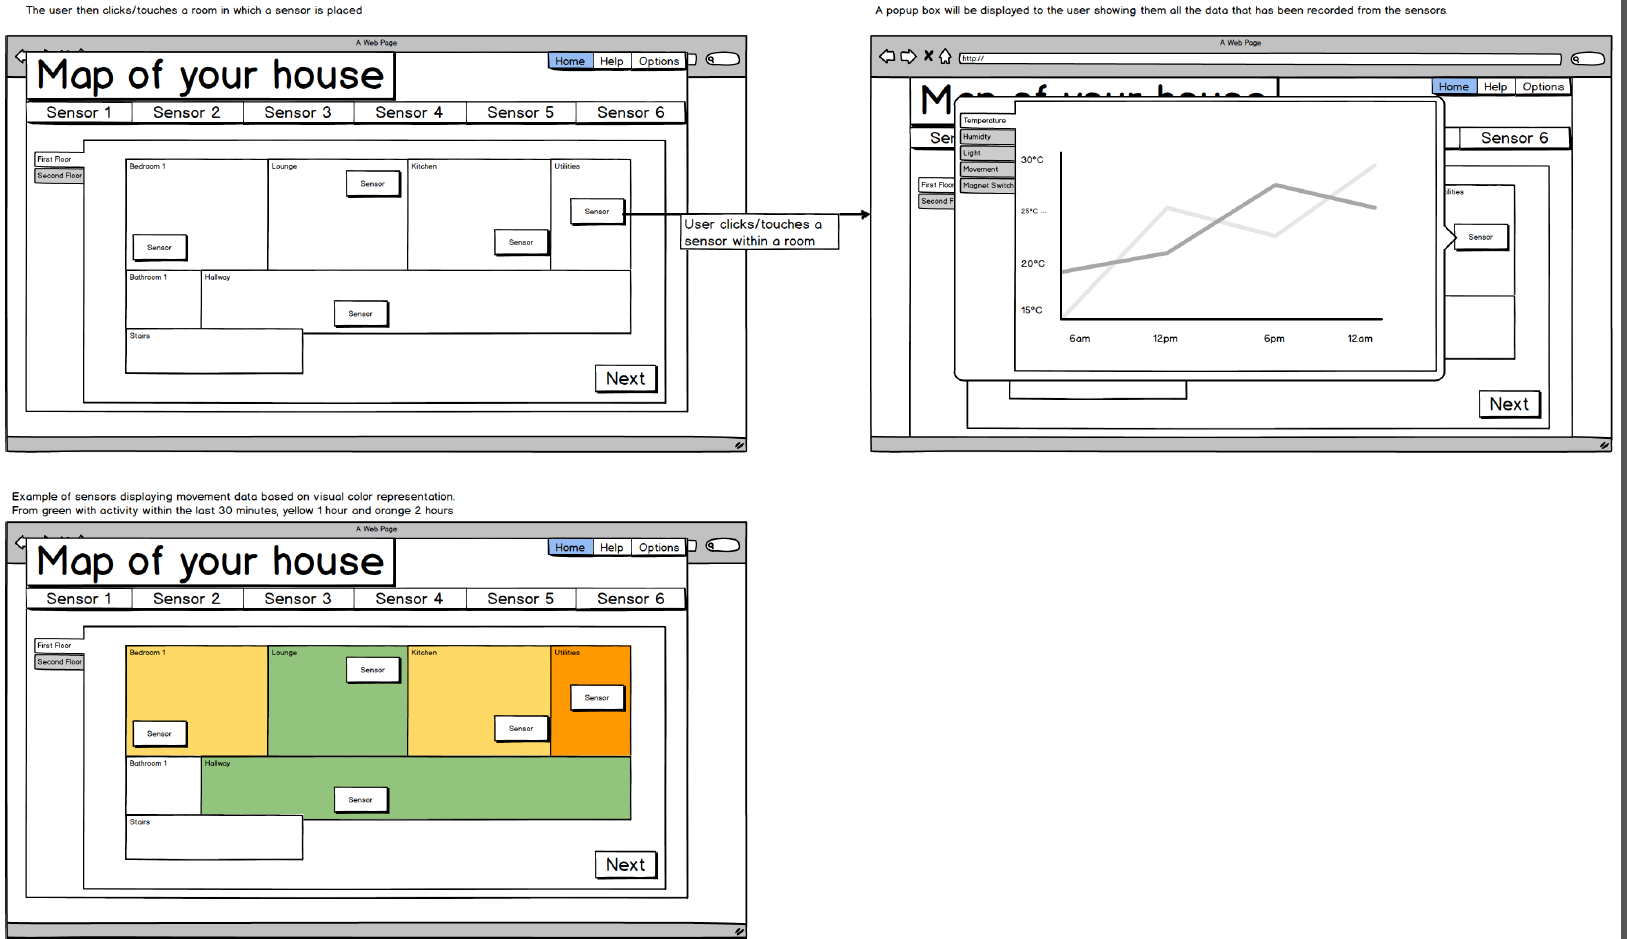 The user then clicks/touches a room in which a sensor is placed
A Web Page
Map of your house
Home Help Options
Sensor 1 Sensor 2 Sensor 3 Sensor 4 Sensor 5 Sensor 6
First Floor
Second Floor
Bedroom 1 Lounge Kitchen Utilities
Sensor
Sensor
Sensor
Sensor
Bathroom 1 Hallway
Sensor
Stairs
Next
User clicks/touches a
sensor within a room
A popup box will be displayed to the user showing them all the data that has been recorded from the sensors.
A Web Page
http://
Home Help Options
Sensor 6
Temperature
Humidty
Light
Movement
Magnet Switch
30°C
25°C ...
20°C
15°C
6am 12pm 6pm 12am
First Floor
Second F
ilities
Sensor
Next
Example of sensors displaying movement data based on visual color representation.
From green with activity within the last 30 minutes, yellow 1 hour and orange 2 hours
A Web Page
Map of your house
Home Help Options
Sensor 1 Sensor 2 Sensor 3 Sensor 4 Sensor 5 Sensor 6
First Floor
Second Floor
Bedroom 1 Lounge Kitchen Utilities
Sensor
Sensor
Sensor
Sensor
Bathroom 1 Hallway
Sensor
Stairs
Next